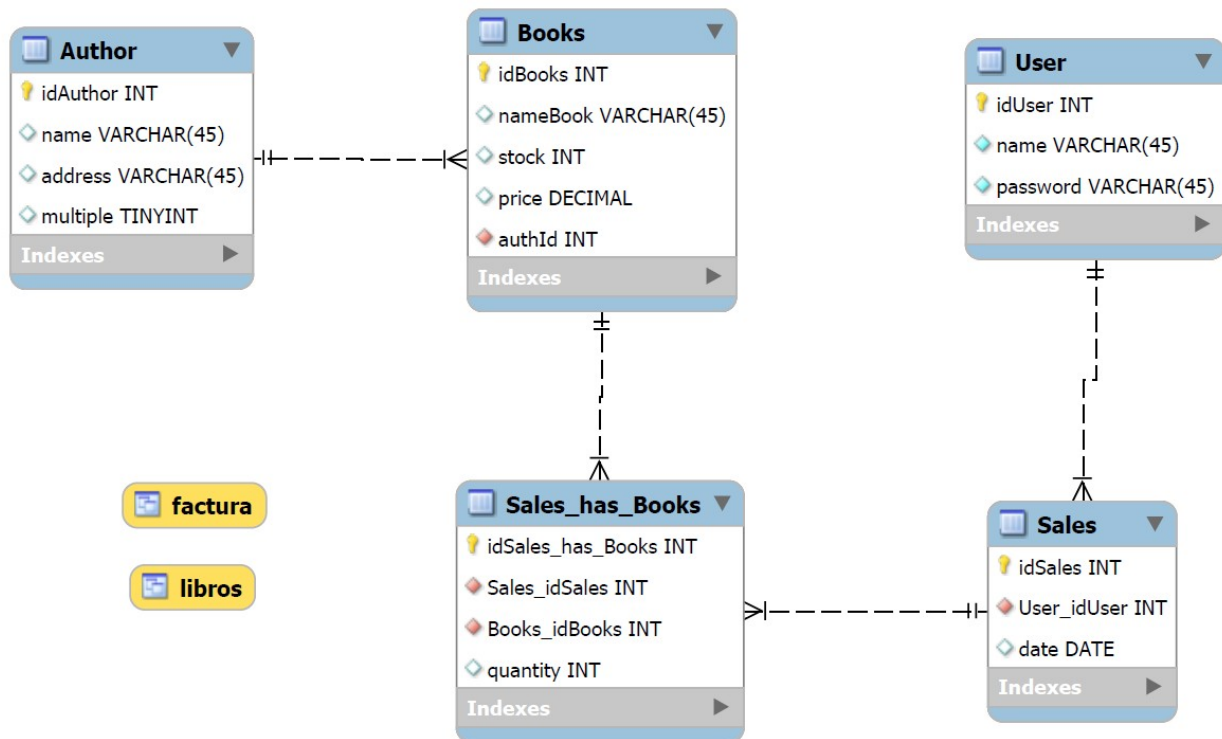 Author
idAuthor INT
name VARCHAR(45)
address VARCHAR(45)
multiple TINYINT
Indexes
Books
idBooks INT
nameBook VARCHAR(45)
stock INT
price DECIMAL
authId INT
Indexes
User
idUser INT
name VARCHAR(45)
password VARCHAR(45)
Indexes
factura
libros
Sales_has_Books
idSales_has_Books INT
Sales_idSales INT
Books_idBooks INT
quantity INT
Indexes
Sales
idSales INT
User_idUser INT
date DATE
Indexes